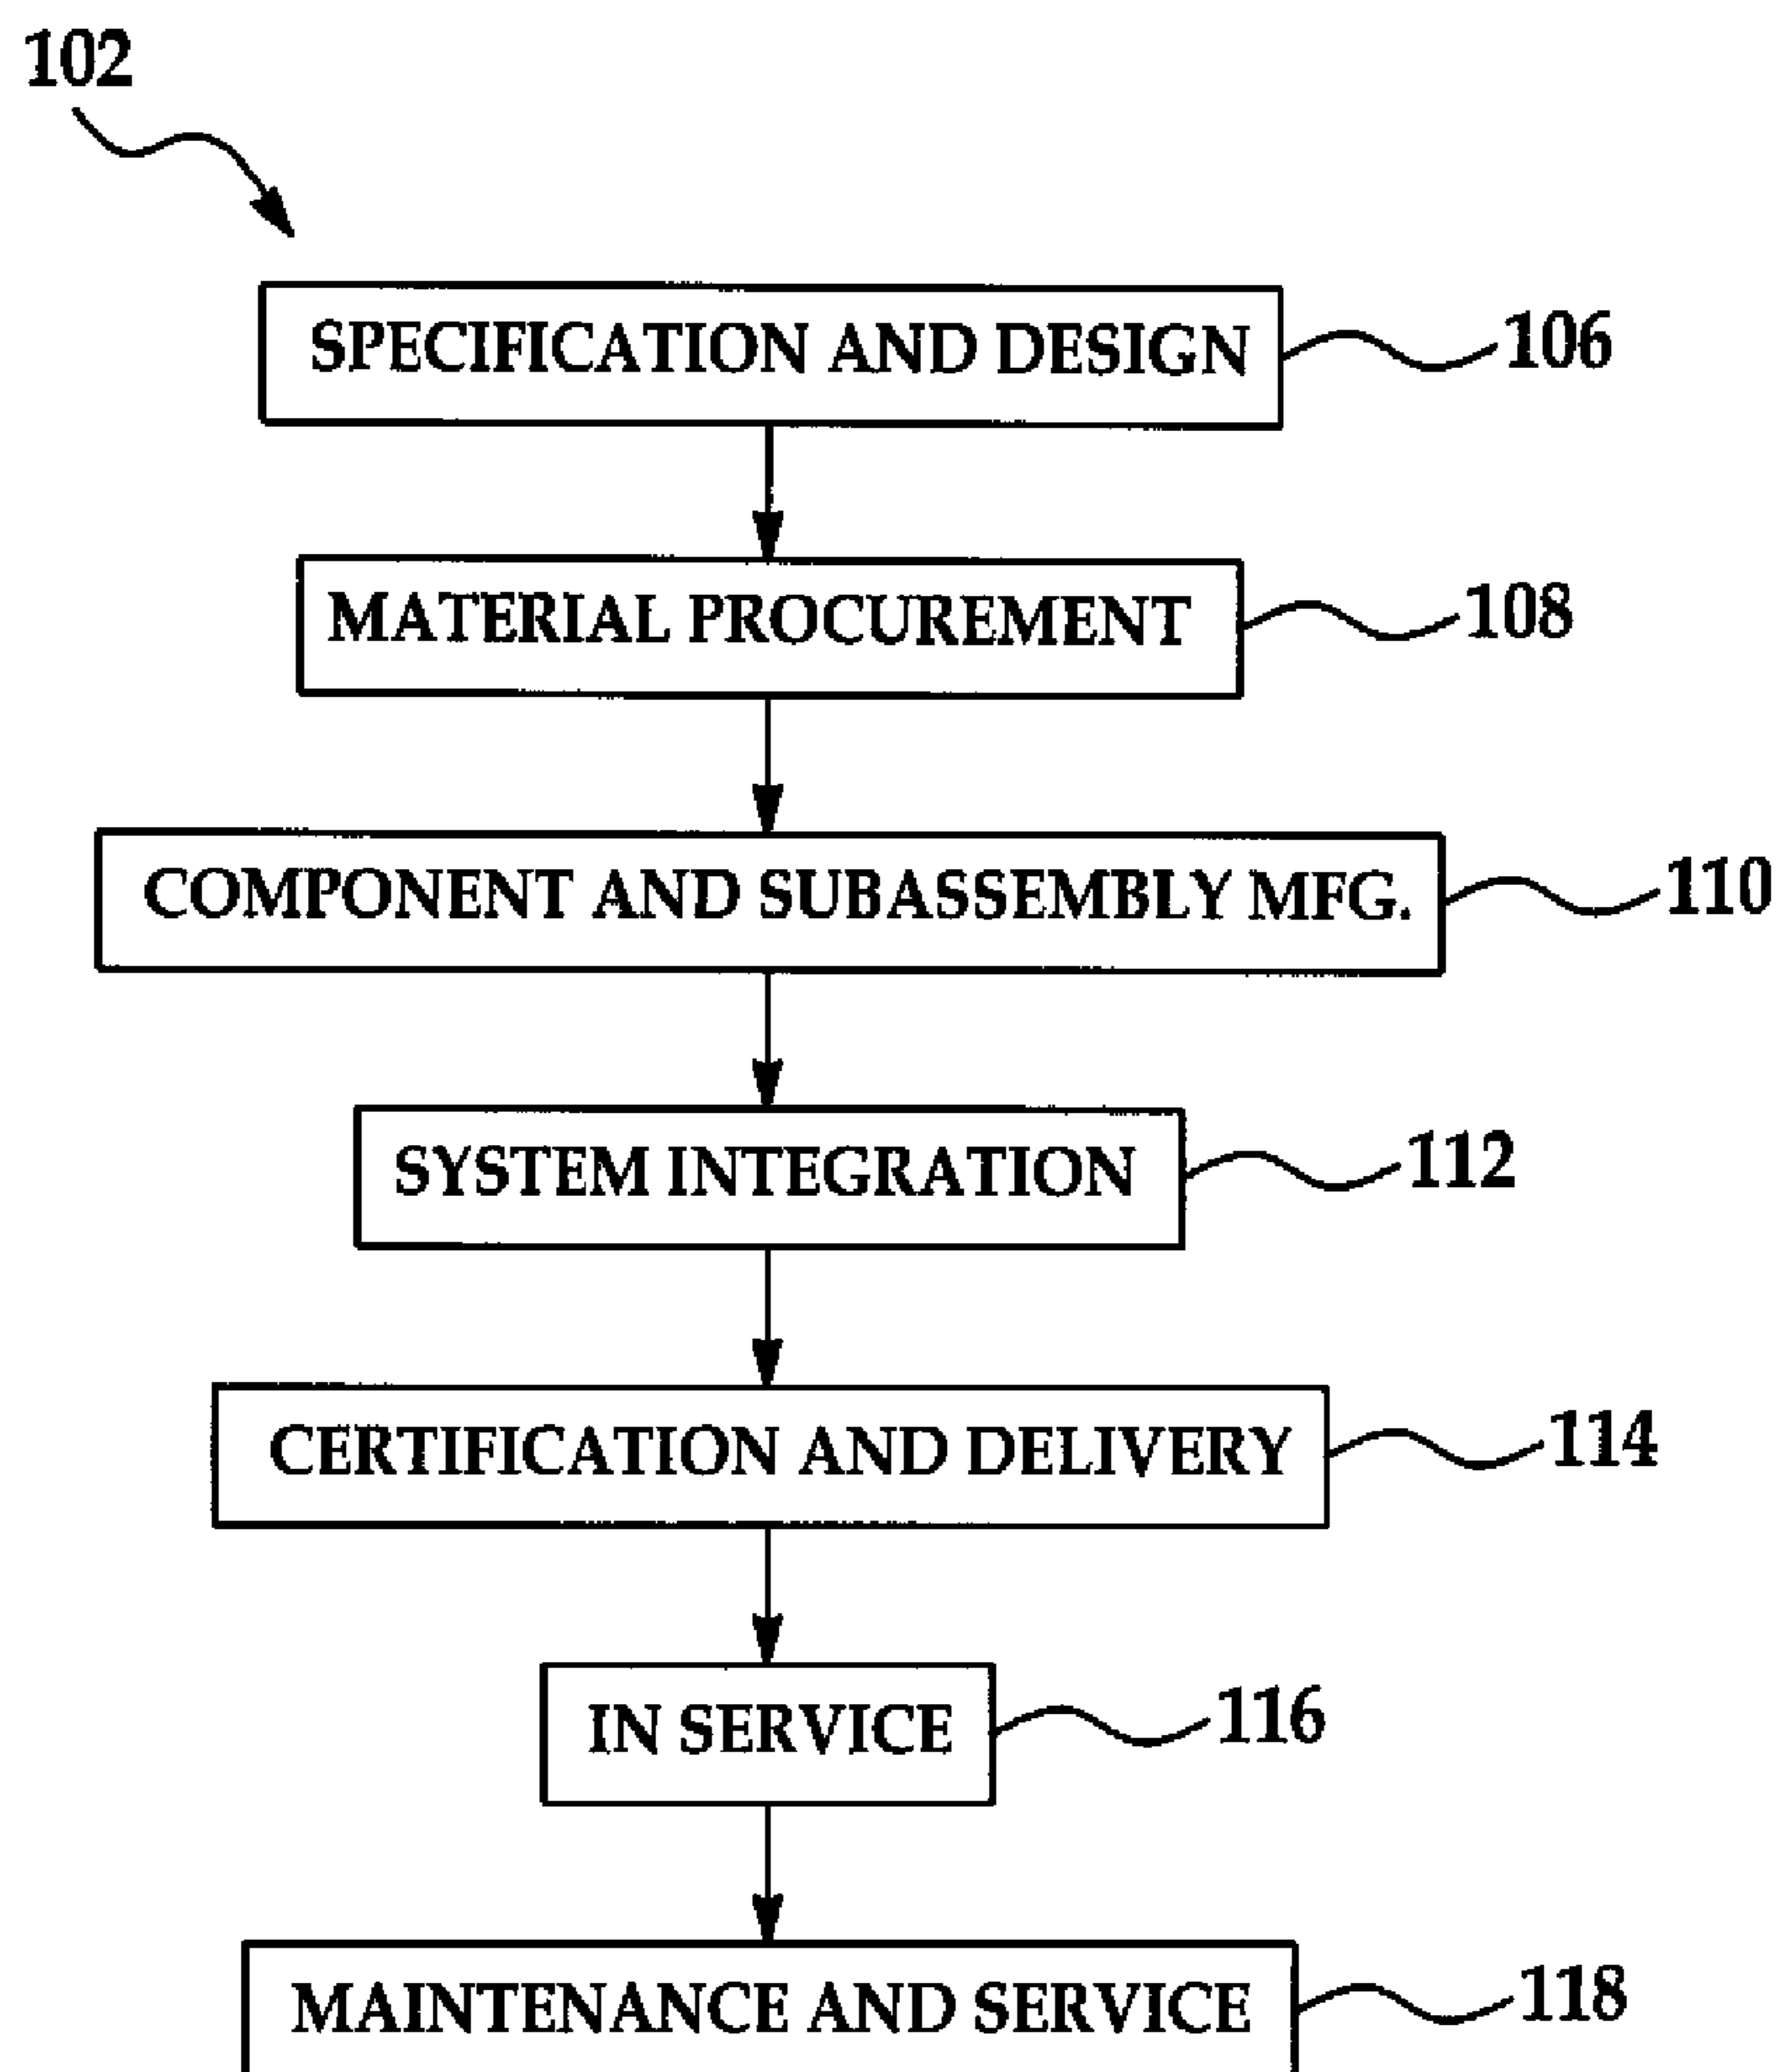 102
SPECIFICATION AND DESIGN 106
MATERIAL PROCUREMENT 108
COMPONENT AND SUBASSEMBLY MFG. 110
SYSTEM INTEGRATION 112
CERTIFICATION AND DELIVERY 114
IN SERVICE 116
MAINTENANCE AND SERVICE 118